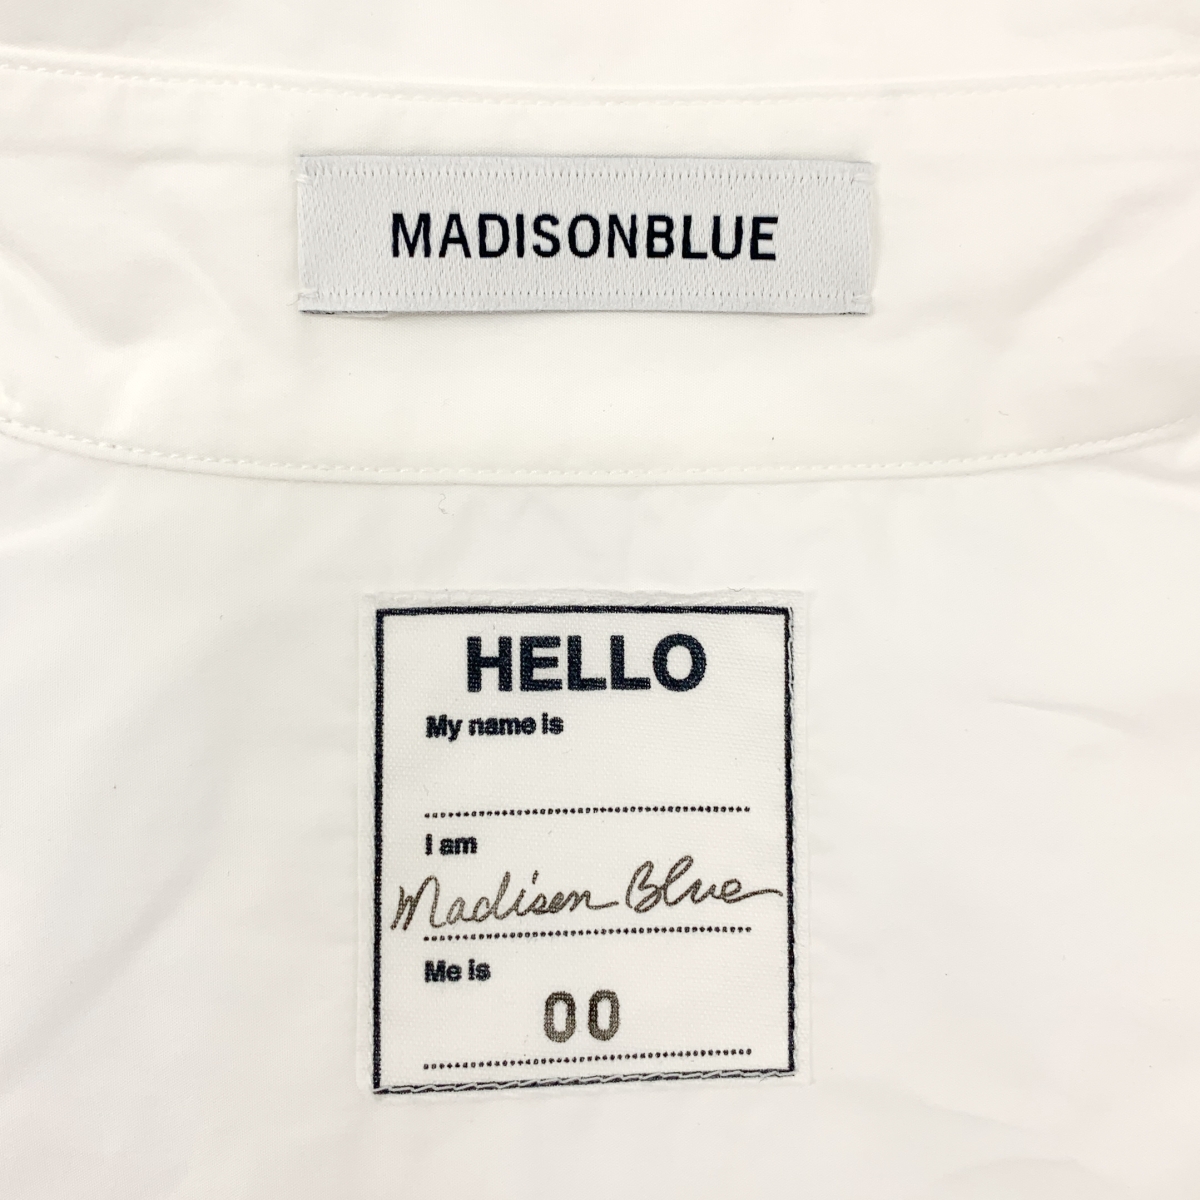 MADISONBLUE
HELLO
My name is
I am
Madison Blue
Me is
00